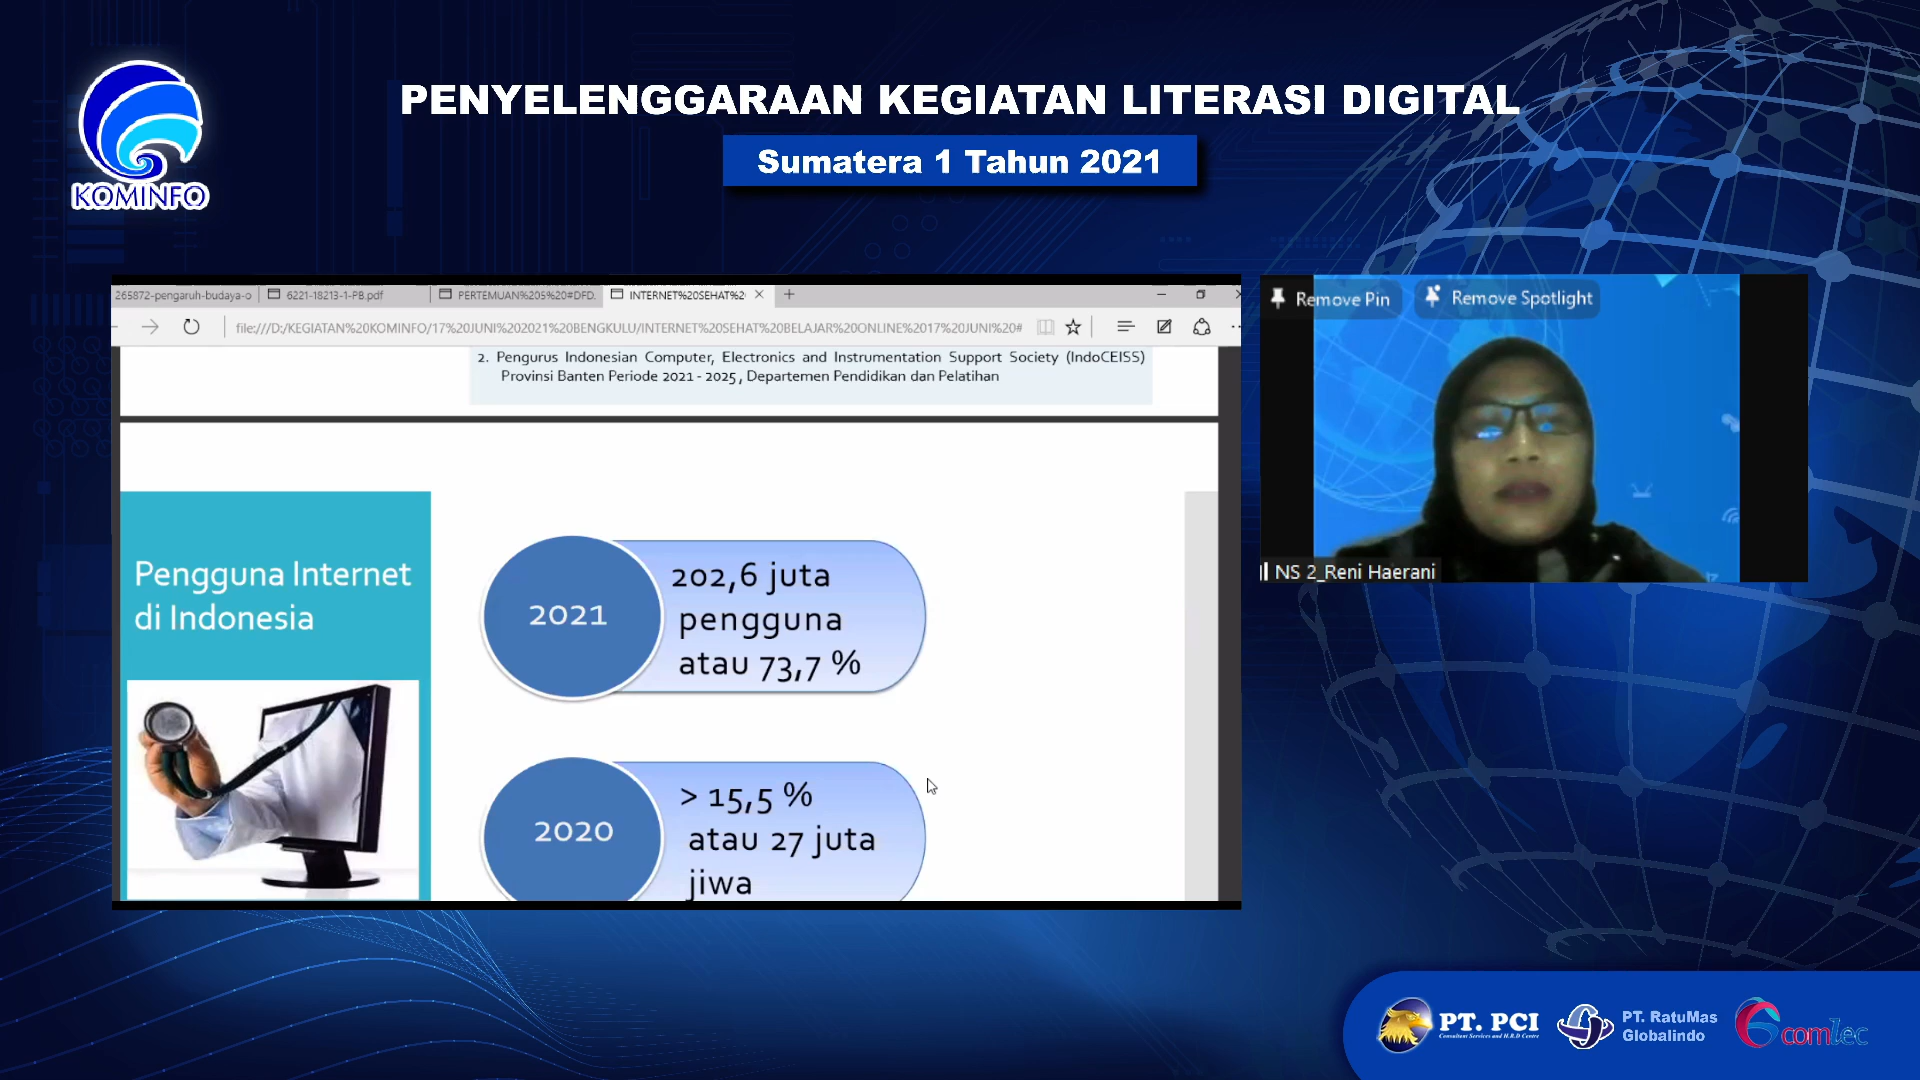 KOMINFO
PENYELENGGARAAN KEGIATAN LITERASI DIGITAL
Sumatera 1 Tahun 2021
265872-pengaruh-budaya-o
6221-18213-1-PB.pdf
PERTEMUAN%205%20#DFD.
INTERNET%20SEHAT%2
file:///D:/KEGIATAN%20KOMINFO/17%20JUNI%202021%20BENGKULU/INTERNET%20SEHAT%20BELAJAR%20ONLINE%2017%20JUNI%20#
2. Pengurus Indonesian Computer, Electronics and Instrumentation Support Society (IndoCEISS)
Provinsi Banten Periode 2021 - 2025, Departemen Pendidikan dan Pelatihan
Pengguna Internet
di Indonesia
2021
202,6 juta
pengguna
atau 73,7 %
2020
> 15,5 %
atau 27 juta
jiwa
Remove Pin
Remove Spotlight
NS 2_Reni Haerani
PT. PCI
Consultant Services and H.R.D Centre
PT. RatuMas
Globalindo
comtec